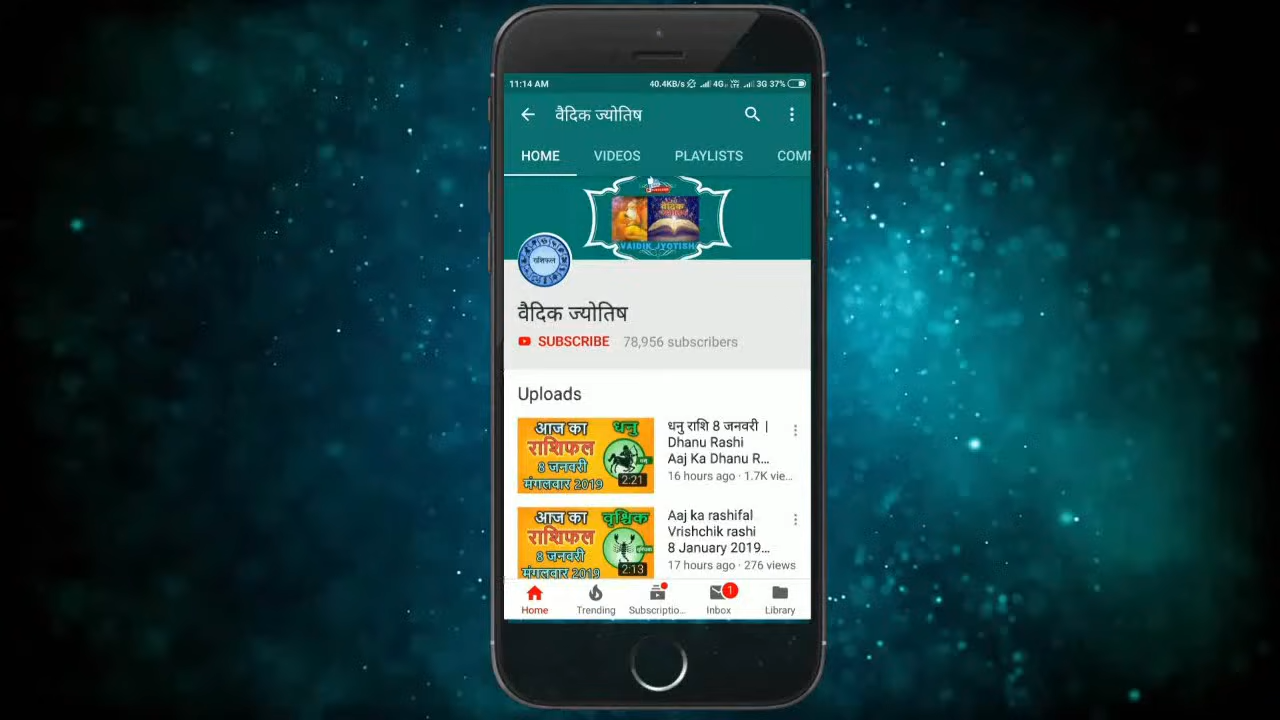 11:14 AM 40.4KB/s 4G 3G 37%
वैदिक ज्योतिष
HOME VIDEOS PLAYLISTS COMM
वैदिक
VAIDIK JYOTISH
राशिफल
वैदिक ज्योतिष
SUBSCRIBE 78,956 subscribers
Uploads
आज का धनु
राशिफल
8 जनवरी
मंगलवार 2019 2:21
धनु राशि 8 जनवरी |
Dhanu Rashi
Aaj Ka Dhanu R...
16 hours ago · 1.7K vie...
आज का वृश्चिक
राशिफल
8 जनवरी
मंगलवार 2019 2:13
Aaj ka rashifal
Vrishchik rashi
8 January 2019...
17 hours ago · 276 views
Home Trending Subscriptio... Inbox 1 Library